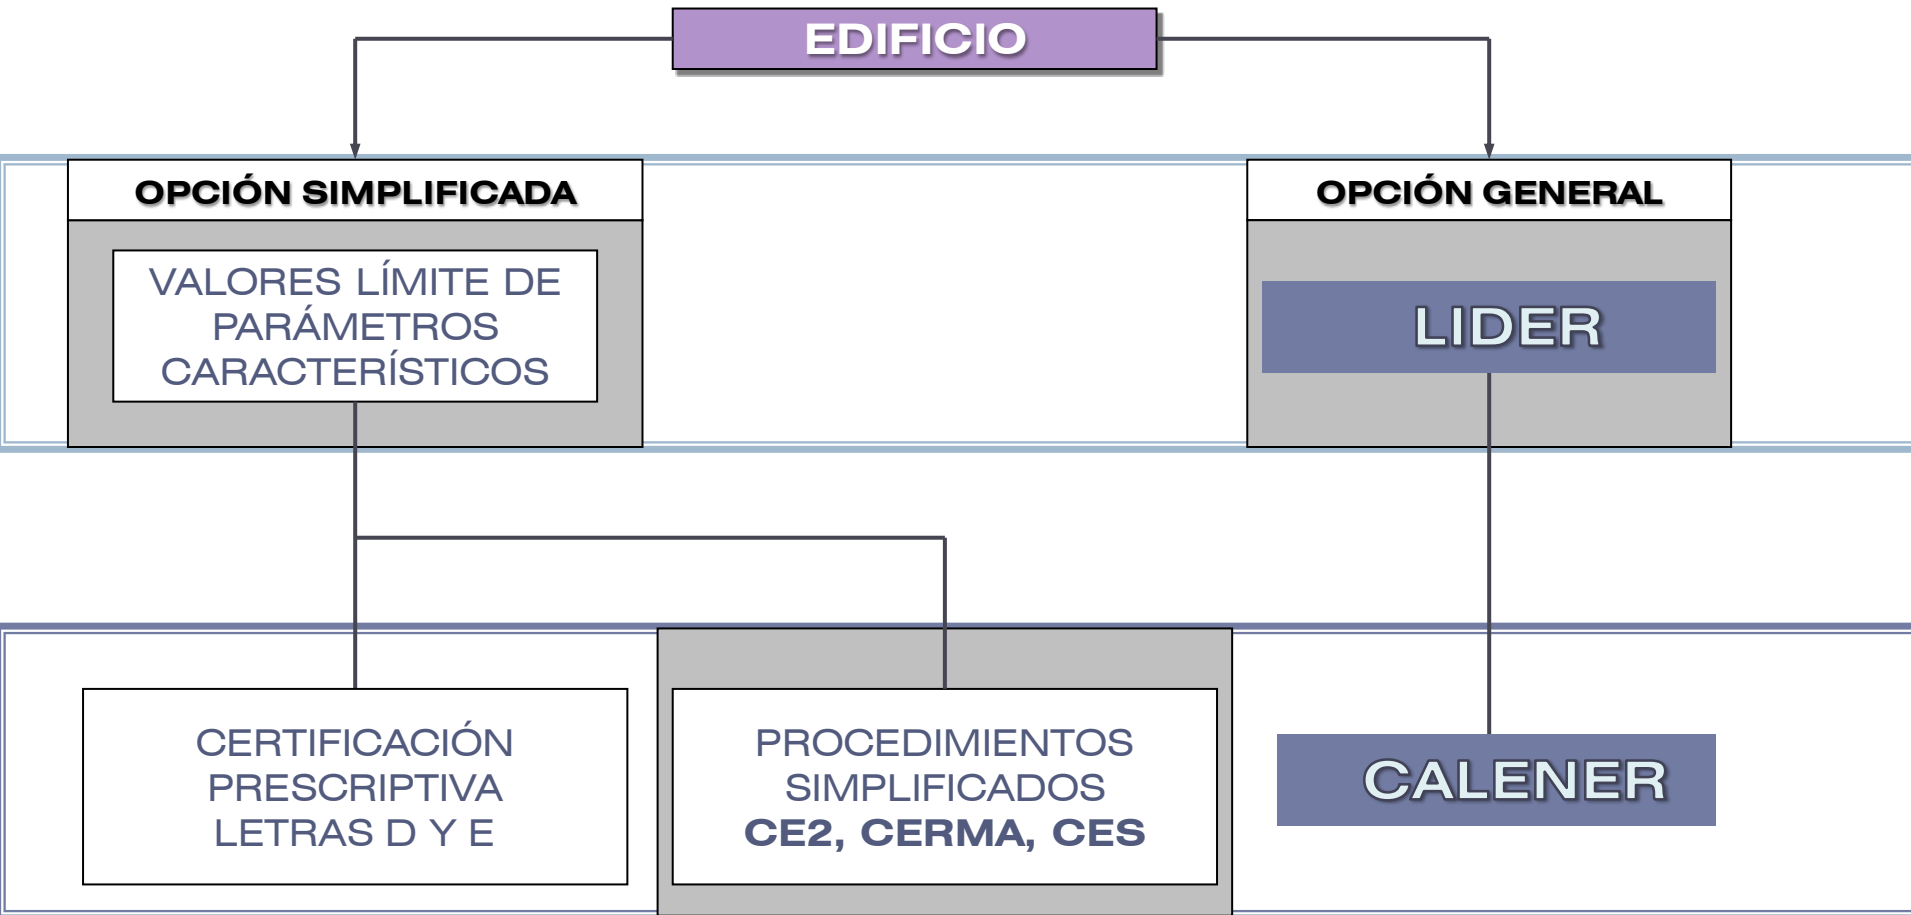 EDIFICIO
OPCIÓN SIMPLIFICADA
OPCIÓN GENERAL
VALORES LÍMITE DE
PARÁMETROS
CARACTERÍSTICOS
LIDER
CERTIFICACIÓN
PRESCRIPTIVA
LETRAS D Y E
PROCEDIMIENTOS
SIMPLIFICADOS
CE2, CERMA, CES
CALENER